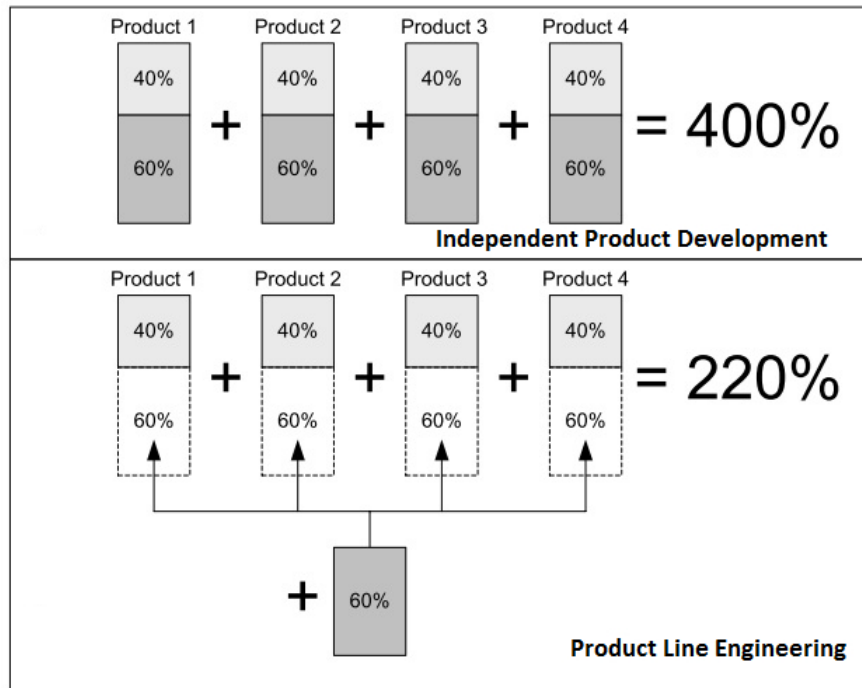 Product 1 Product 2 Product 3 Product 4
40% 40% 40% 40%
+ + + = 400%
60% 60% 60% 60%
Independent Product Development
Product 1 Product 2 Product 3 Product 4
40% 40% 40% 40%
+ + + = 220%
60% 60% 60% 60%
+ 60%
Product Line Engineering